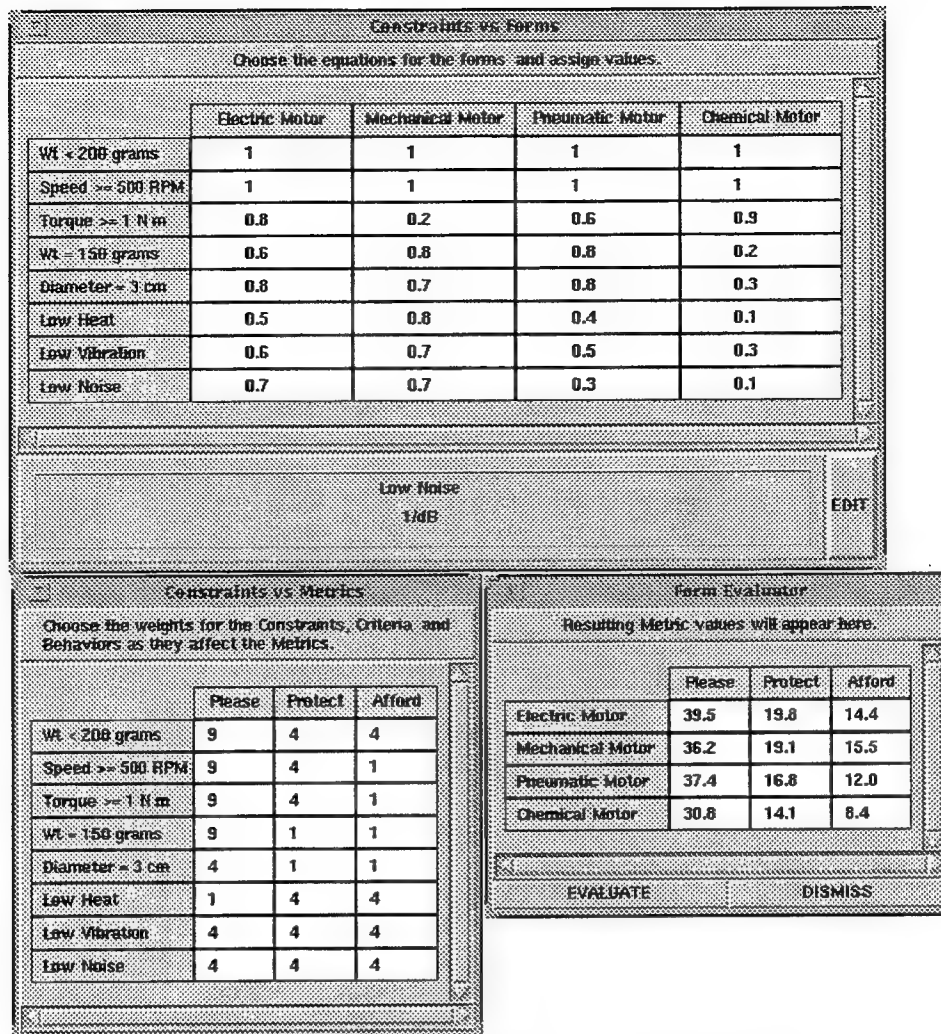 Constraints vs Forms
Choose the equations for the forms and assign values.
Electric Motor Mechanical Motor Pneumatic Motor Chemical Motor
Wt < 200 grams 1 1 1 1
Speed >= 500 RPM 1 1 1 1
Torque >= 1 N m 0.8 0.2 0.6 0.9
Wt = 150 grams 0.6 0.8 0.8 0.2
Diameter = 3 cm 0.8 0.7 0.8 0.3
Low Heat 0.5 0.8 0.4 0.1
Low Vibration 0.6 0.7 0.5 0.3
Low Noise 0.7 0.7 0.3 0.1
Low Noise
1/dB
EDIT
Constraints vs Metrics
Choose the weights for the Constraints, Criteria and
Behaviors as they affect the Metrics.
Please Protect Afford
Wt < 200 grams 9 4 4
Speed >= 500 RPM 9 4 1
Torque >= 1 N m 9 4 1
Wt = 150 grams 9 1 1
Diameter = 3 cm 4 1 1
Low Heat 1 4 4
Low Vibration 4 4 4
Low Noise 4 4 4
Form Evaluator
Resulting Metric values will appear here.
Please Protect Afford
Electric Motor 39.5 19.8 14.4
Mechanical Motor 36.2 19.1 15.5
Pneumatic Motor 37.4 16.8 12.0
Chemical Motor 30.8 14.1 8.4
EVALUATE DISMISS